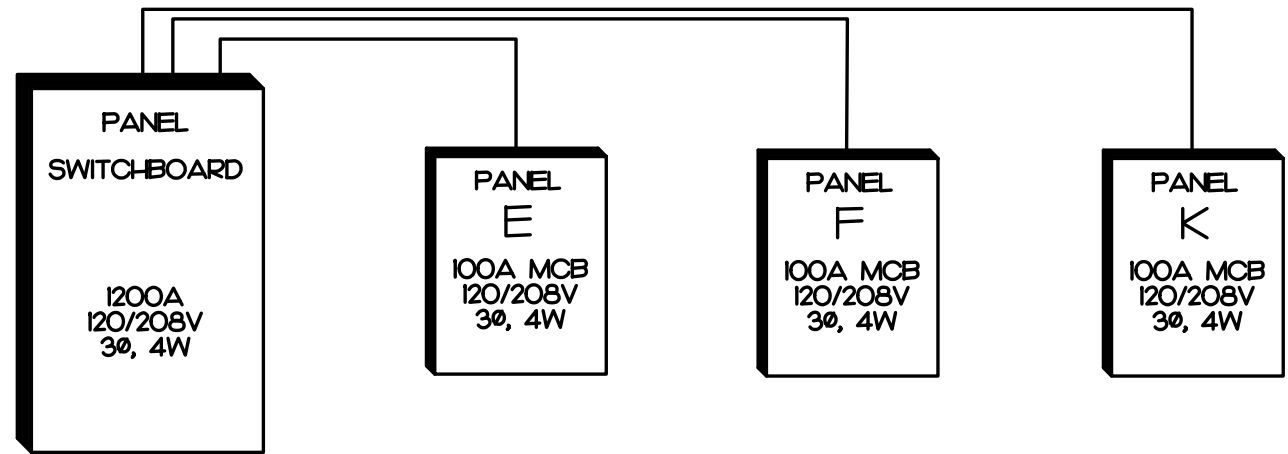 PANEL
SWITCHBOARD
1200A
120/208V
3Ø, 4W
PANEL
E
100A MCB
120/208V
3Ø, 4W
PANEL
F
100A MCB
120/208V
3Ø, 4W
PANEL
K
100A MCB
120/208V
3Ø, 4W